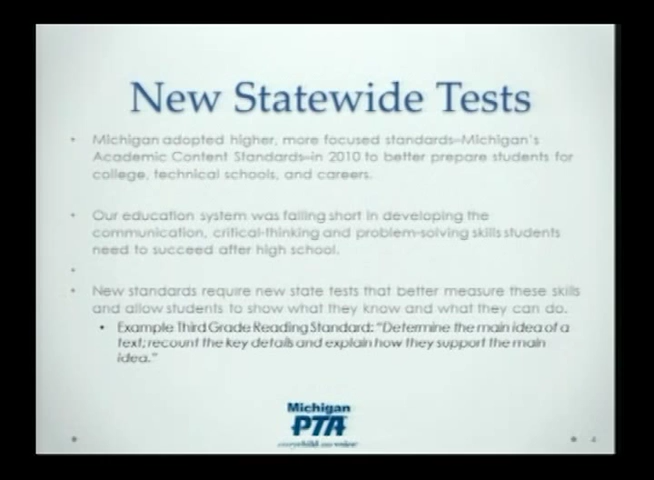 New Statewide Tests
• Michigan adopted higher, more focused standards–Michigan's
Academic Content Standards–in 2010 to better prepare students for
college, technical schools, and careers.
• Our education system was falling short in developing the
communication, critical-thinking and problem-solving skills students
need to succeed after high school.
•
• New standards require new state tests that better measure these skills
and allow students to show what they know and what they can do.
• Example Third Grade Reading Standard: "Determine the main idea of a
text; recount the key details and explain how they support the main
idea."
Michigan
PTA
everychild.onevoice.
4